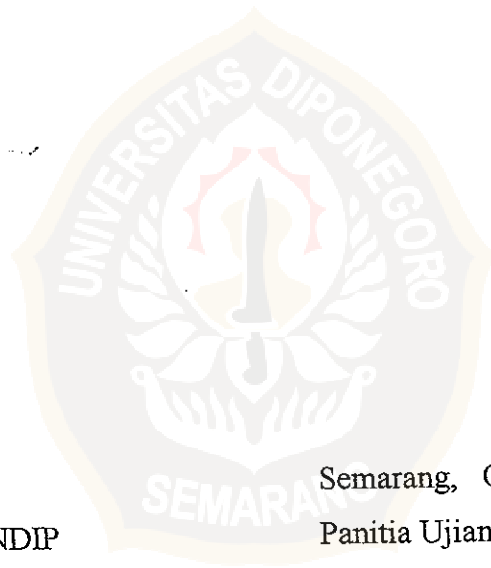 UNIVERSITAS DIPONEGORO
SEMARANG
Semarang,
NDIP
Panitia Ujian